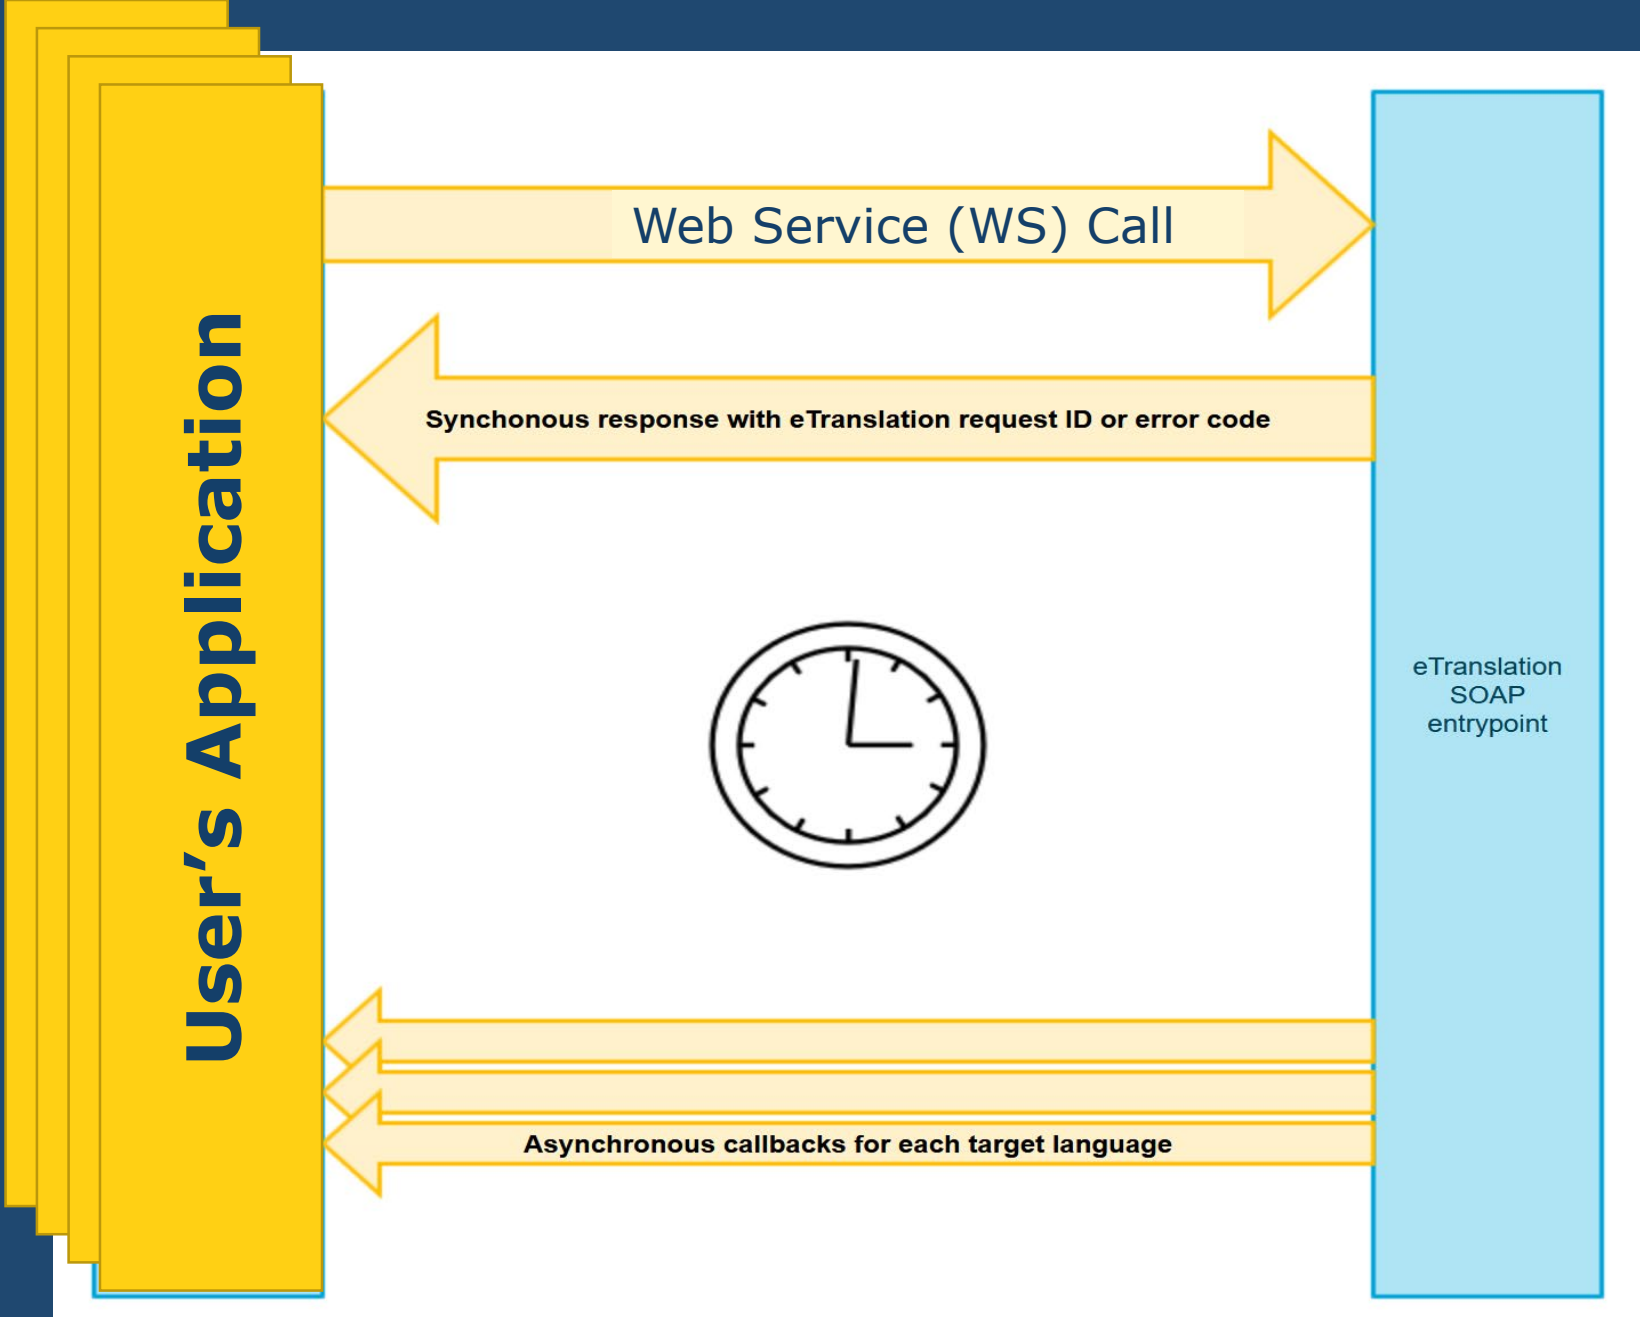 User’s Application
Web Service (WS) Call
Synchonous response with eTranslation request ID or error code
eTranslation
SOAP
entrypoint
Asynchronous callbacks for each target language